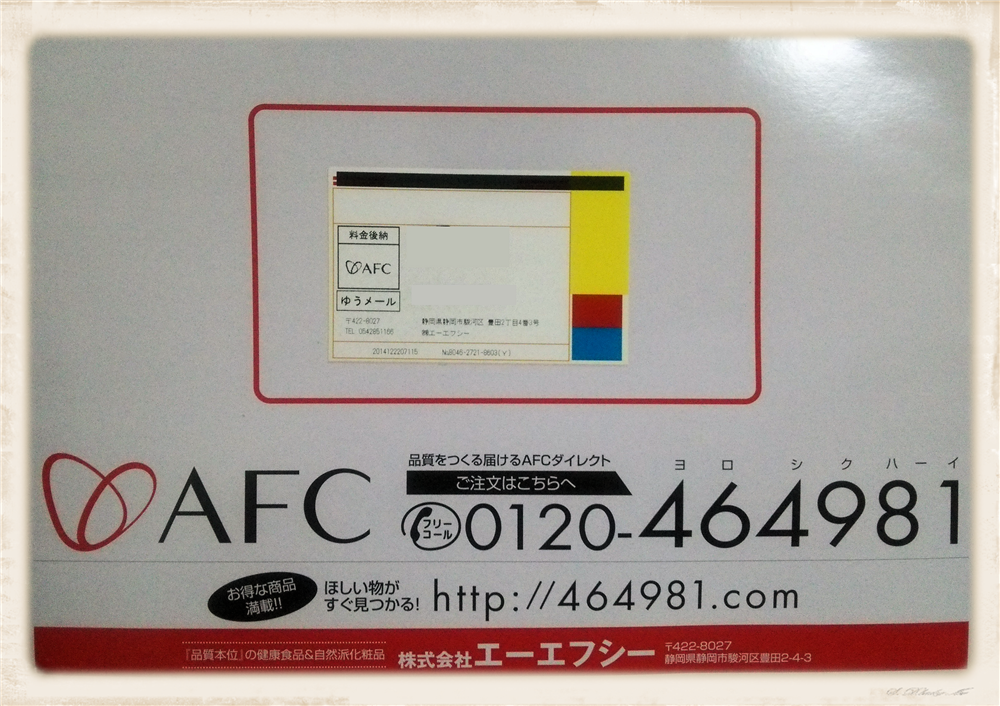 料金後納
AFC
ゆうメール
〒422-8027 静岡県静岡市駿河区 豊田2丁目4番3号
TEL 0542851166 ㈱エーエフシー
2014122207115 No8046-2721-8603(Y)
AFC
品質をつくる届けるAFCダイレクト
ご注文はこちらへ
ヨ ロ シ ク ハ ー イ
フリーコール 0120-464981
お得な商品満載!!
ほしい物が
すぐ見つかる!
http://464981.com
『品質本位』の健康食品&自然派化粧品
株式会社エーエフシー
〒422-8027
静岡県静岡市駿河区豊田2-4-3